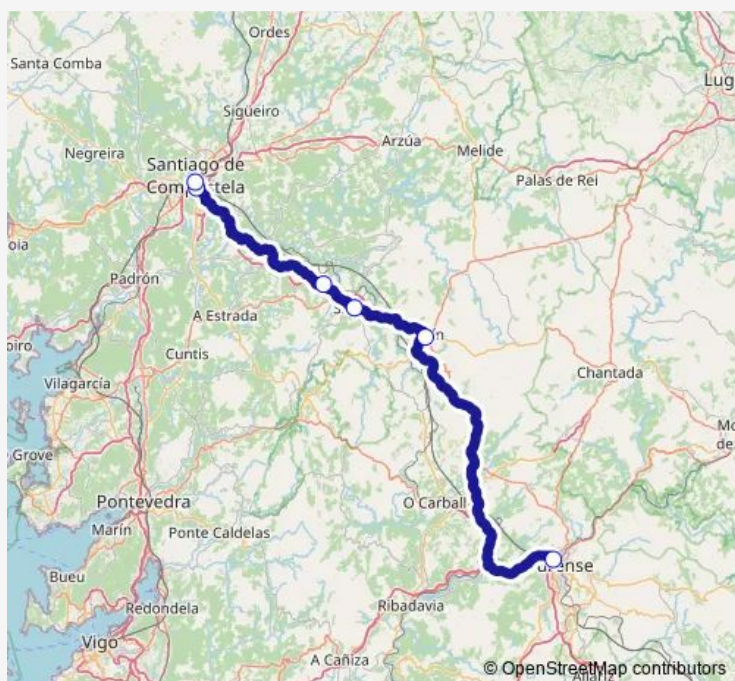 Ordes
Santa Comba
Sigüeiro
Arzúa
Negreira
Santiago de
Compostela
Melide
Palas de Rei
Padrón
A Estrada
Cuntis
Vilagarcía
Chantada
Grove
Pontevedra
O Carball
Marín
Ponte Caldelas
Bueu
Redondela
Ribadavia
Vigo
A Cañiza
© OpenStreetMap contributors